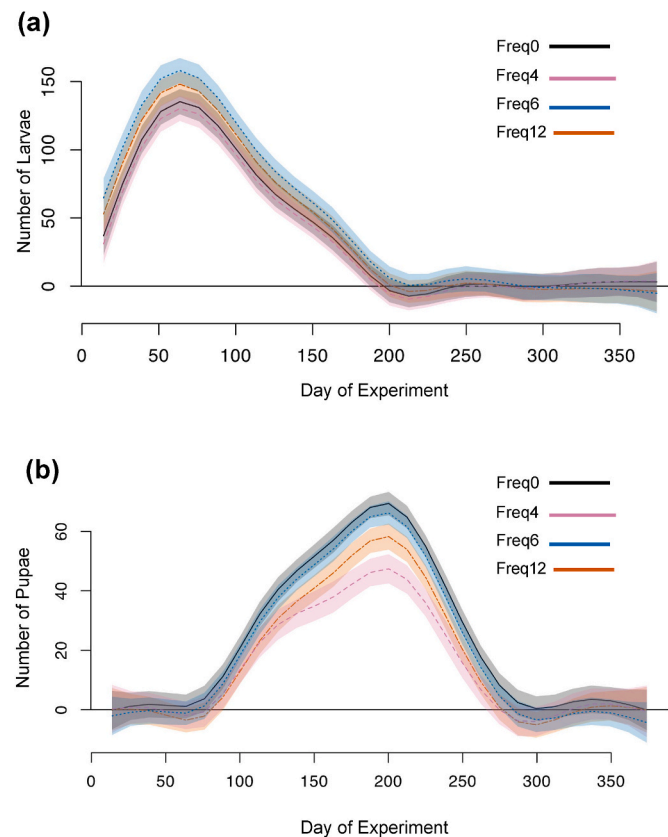 (a)
Freq0
Freq4
Freq6
Freq12
Number of Larvae
150
100
50
0
0 50 100 150 200 250 300 350
Day of Experiment
(b)
Freq0
Freq4
Freq6
Freq12
Number of Pupae
60
40
20
0
0 50 100 150 200 250 300 350
Day of Experiment